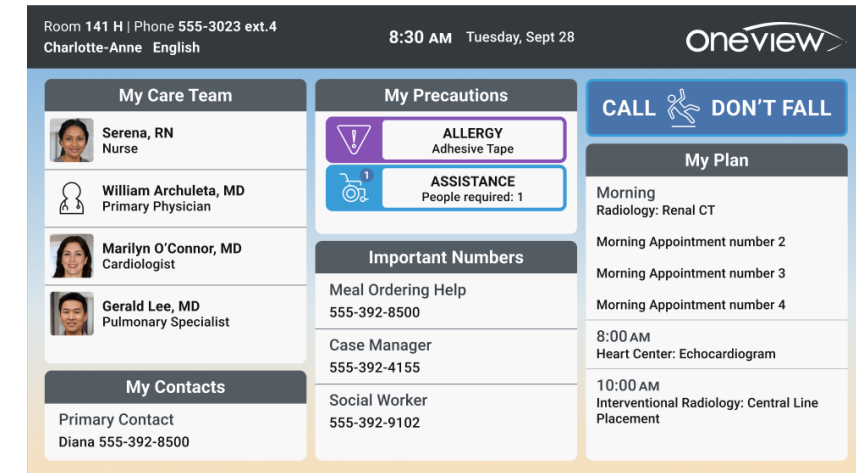 Room 141 H | Phone 555-3023 ext.4
Charlotte-Anne English
8:30 AM Tuesday, Sept 28
Oneview
My Care Team
Serena, RN
Nurse
William Archuleta, MD
Primary Physician
Marilyn O'Connor, MD
Cardiologist
Gerald Lee, MD
Pulmonary Specialist
My Contacts
Primary Contact
Diana 555-392-8500
My Precautions
ALLERGY
Adhesive Tape
1
ASSISTANCE
People required: 1
Important Numbers
Meal Ordering Help
555-392-8500
Case Manager
555-392-4155
Social Worker
555-392-9102
CALL DON'T FALL
My Plan
Morning
Radiology: Renal CT
Morning Appointment number 2
Morning Appointment number 3
Morning Appointment number 4
8:00 AM
Heart Center: Echocardiogram
10:00 AM
Interventional Radiology: Central Line
Placement